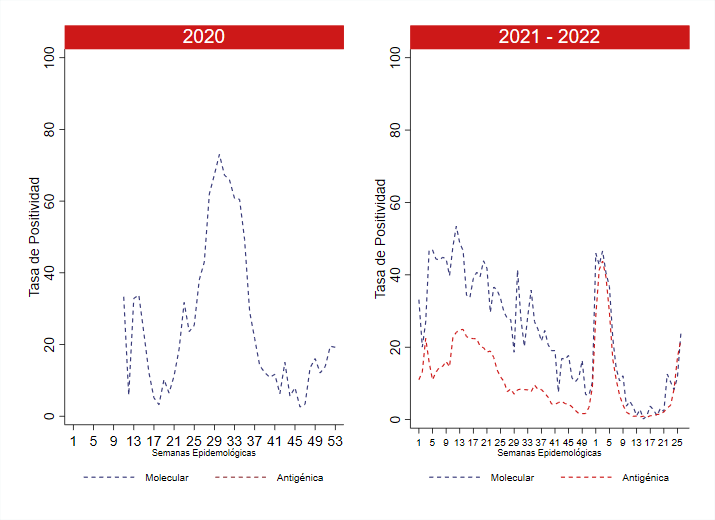 2020
Tasa de Positividad
100
80
60
40
20
0
1 5 9 13 17 21 25 29 33 37 41 45 49 53
Semanas Epidemológicas
Molecular Antigénica
2021 - 2022
Tasa de Positividad
100
80
60
40
20
0
1 5 9 13 17 21 25 29 33 37 41 45 49 1 5 9 13 17 21 25
Semanas Epidemológicas
Molecular Antigénica